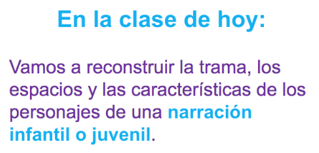 En la clase de hoy:
Vamos a reconstruir la trama, los
espacios y las características de los
personajes de una narración
infantil o juvenil.